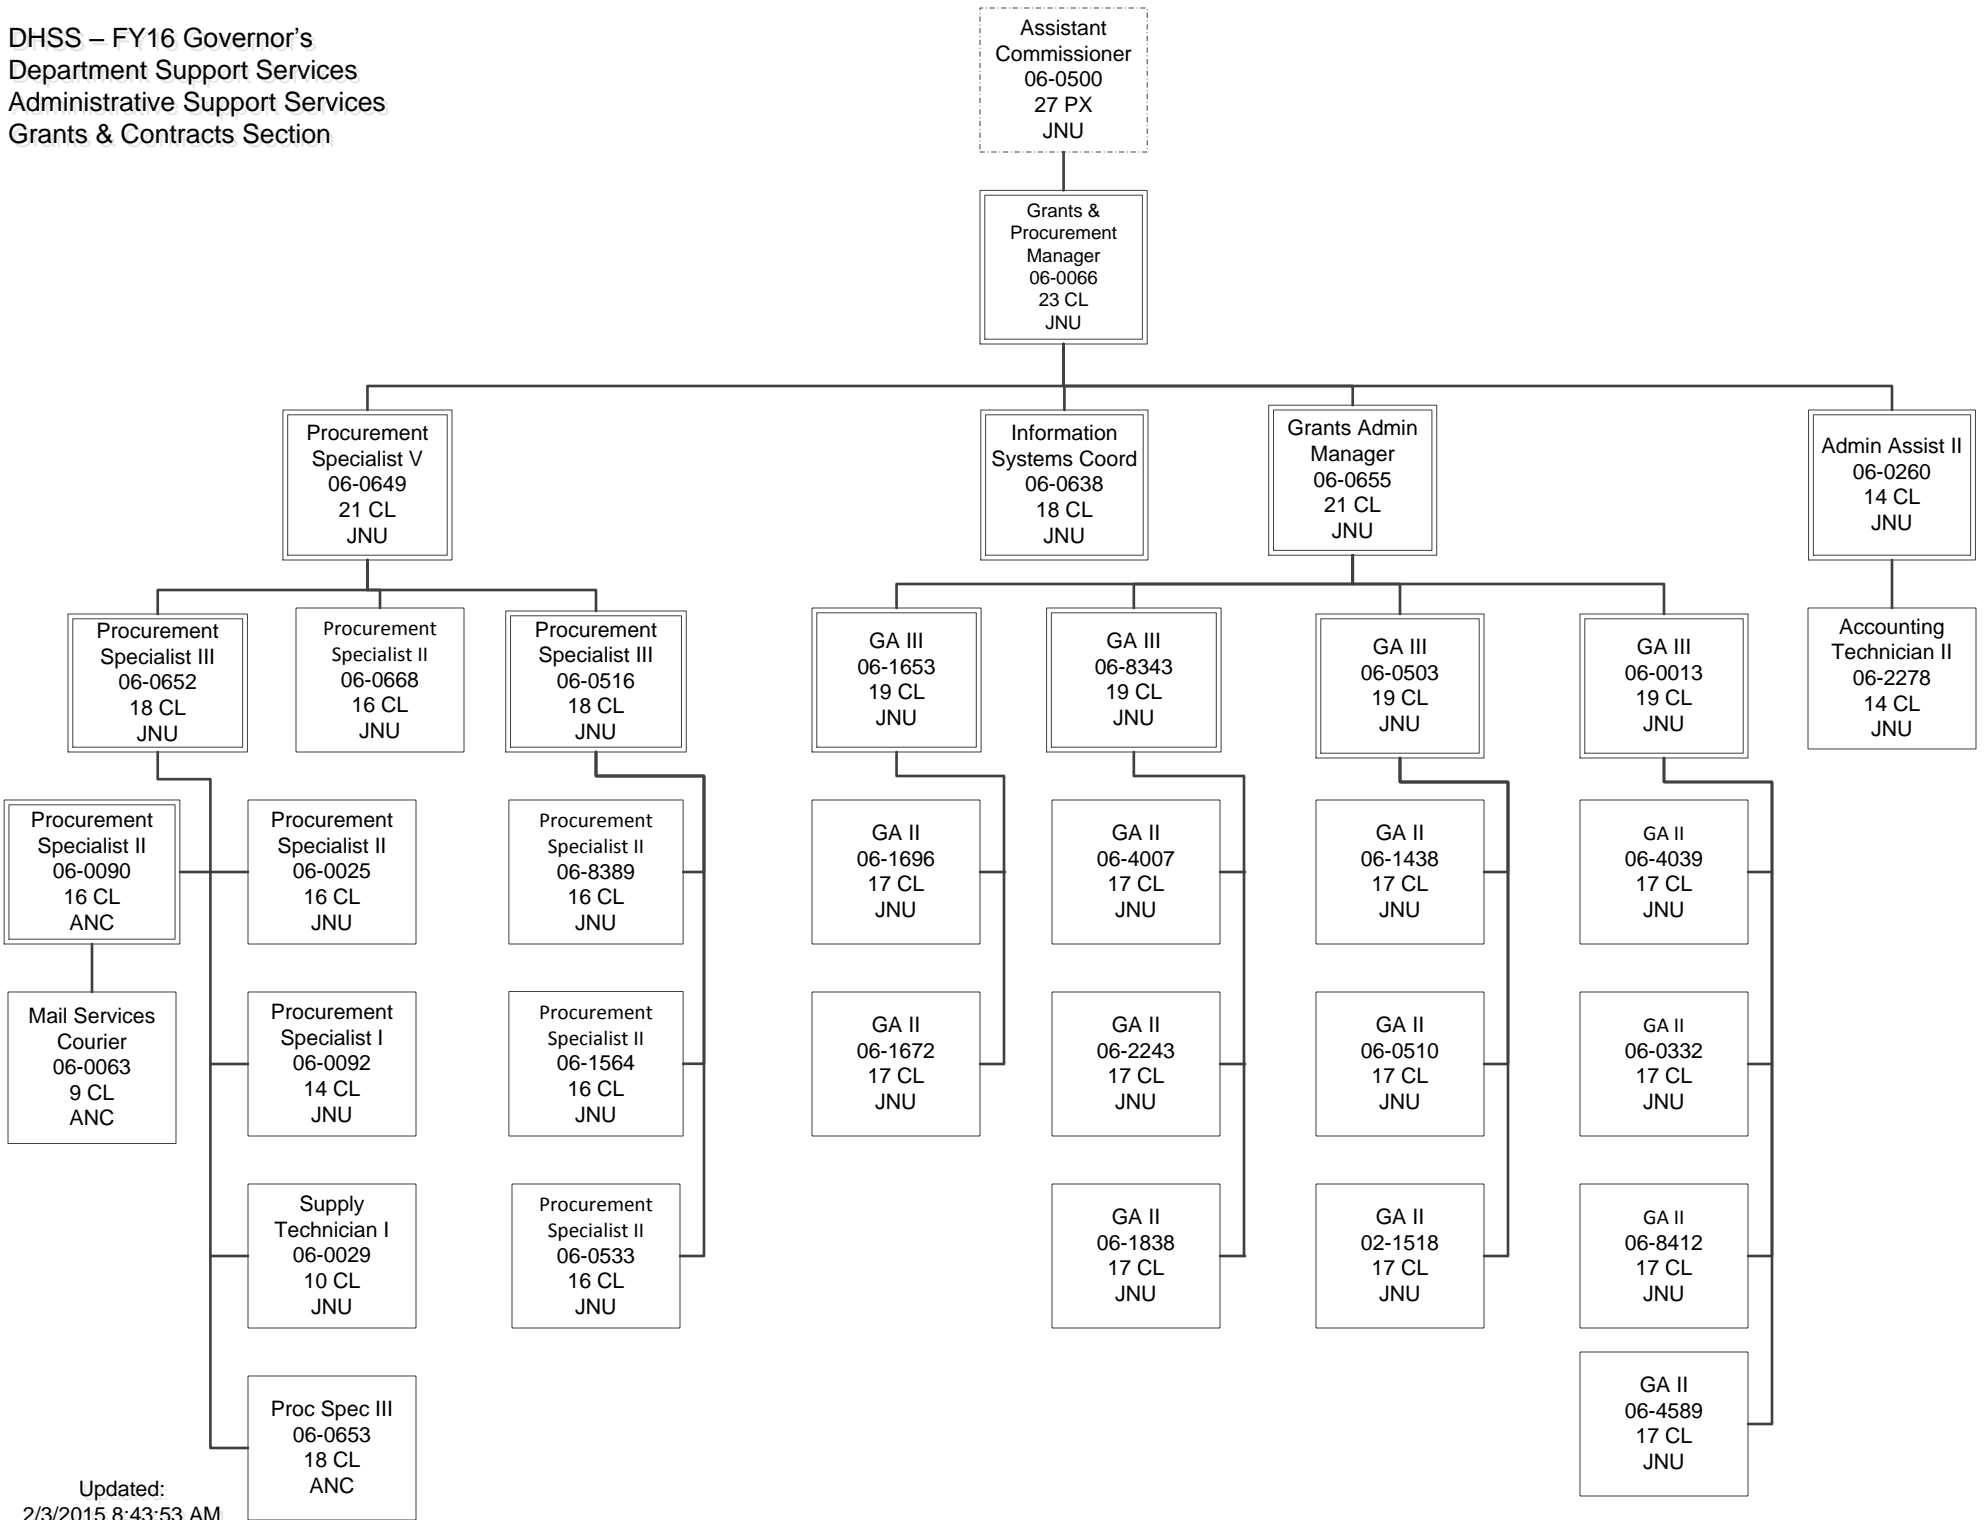 DHSS – FY16 Governor's
Department Support Services
Administrative Support Services
Grants & Contracts Section
Assistant
Commissioner
06-0500
27 PX
JNU
Grants &
Procurement
Manager
06-0066
23 CL
JNU
Procurement
Specialist V
06-0649
21 CL
JNU
Information
Systems Coord
06-0638
18 CL
JNU
Grants Admin
Manager
06-0655
21 CL
JNU
Admin Assist II
06-0260
14 CL
JNU
Procurement
Specialist III
06-0652
18 CL
JNU
Procurement
Specialist II
06-0668
16 CL
JNU
Procurement
Specialist III
06-0516
18 CL
JNU
GA III
06-1653
19 CL
JNU
GA III
06-8343
19 CL
JNU
GA III
06-0503
19 CL
JNU
GA III
06-0013
19 CL
JNU
Accounting
Technician II
06-2278
14 CL
JNU
Procurement
Specialist II
06-0090
16 CL
ANC
Procurement
Specialist II
06-0025
16 CL
JNU
Procurement
Specialist II
06-8389
16 CL
JNU
GA II
06-1696
17 CL
JNU
GA II
06-4007
17 CL
JNU
GA II
06-1438
17 CL
JNU
GA II
06-4039
17 CL
JNU
Mail Services
Courier
06-0063
9 CL
ANC
Procurement
Specialist I
06-0092
14 CL
JNU
Procurement
Specialist II
06-1564
16 CL
JNU
GA II
06-1672
17 CL
JNU
GA II
06-2243
17 CL
JNU
GA II
06-0510
17 CL
JNU
GA II
06-0332
17 CL
JNU
Supply
Technician I
06-0029
10 CL
JNU
Procurement
Specialist II
06-0533
16 CL
JNU
GA II
06-1838
17 CL
JNU
GA II
02-1518
17 CL
JNU
GA II
06-8412
17 CL
JNU
Proc Spec III
06-0653
18 CL
ANC
GA II
06-4589
17 CL
JNU
Updated:
2/3/2015 8:43:53 AM